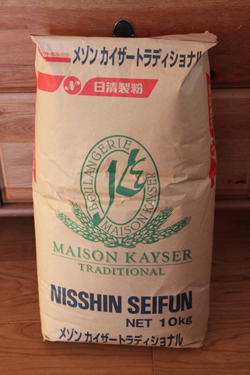 メゾン カイザートラディショナル
日清製粉
BOULANGERIE
MAISON KAYSER
MAISON KAYSER
TRADITIONAL
NISSHIN SEIFUN
NET 10kg
メゾン カイザートラディショナル